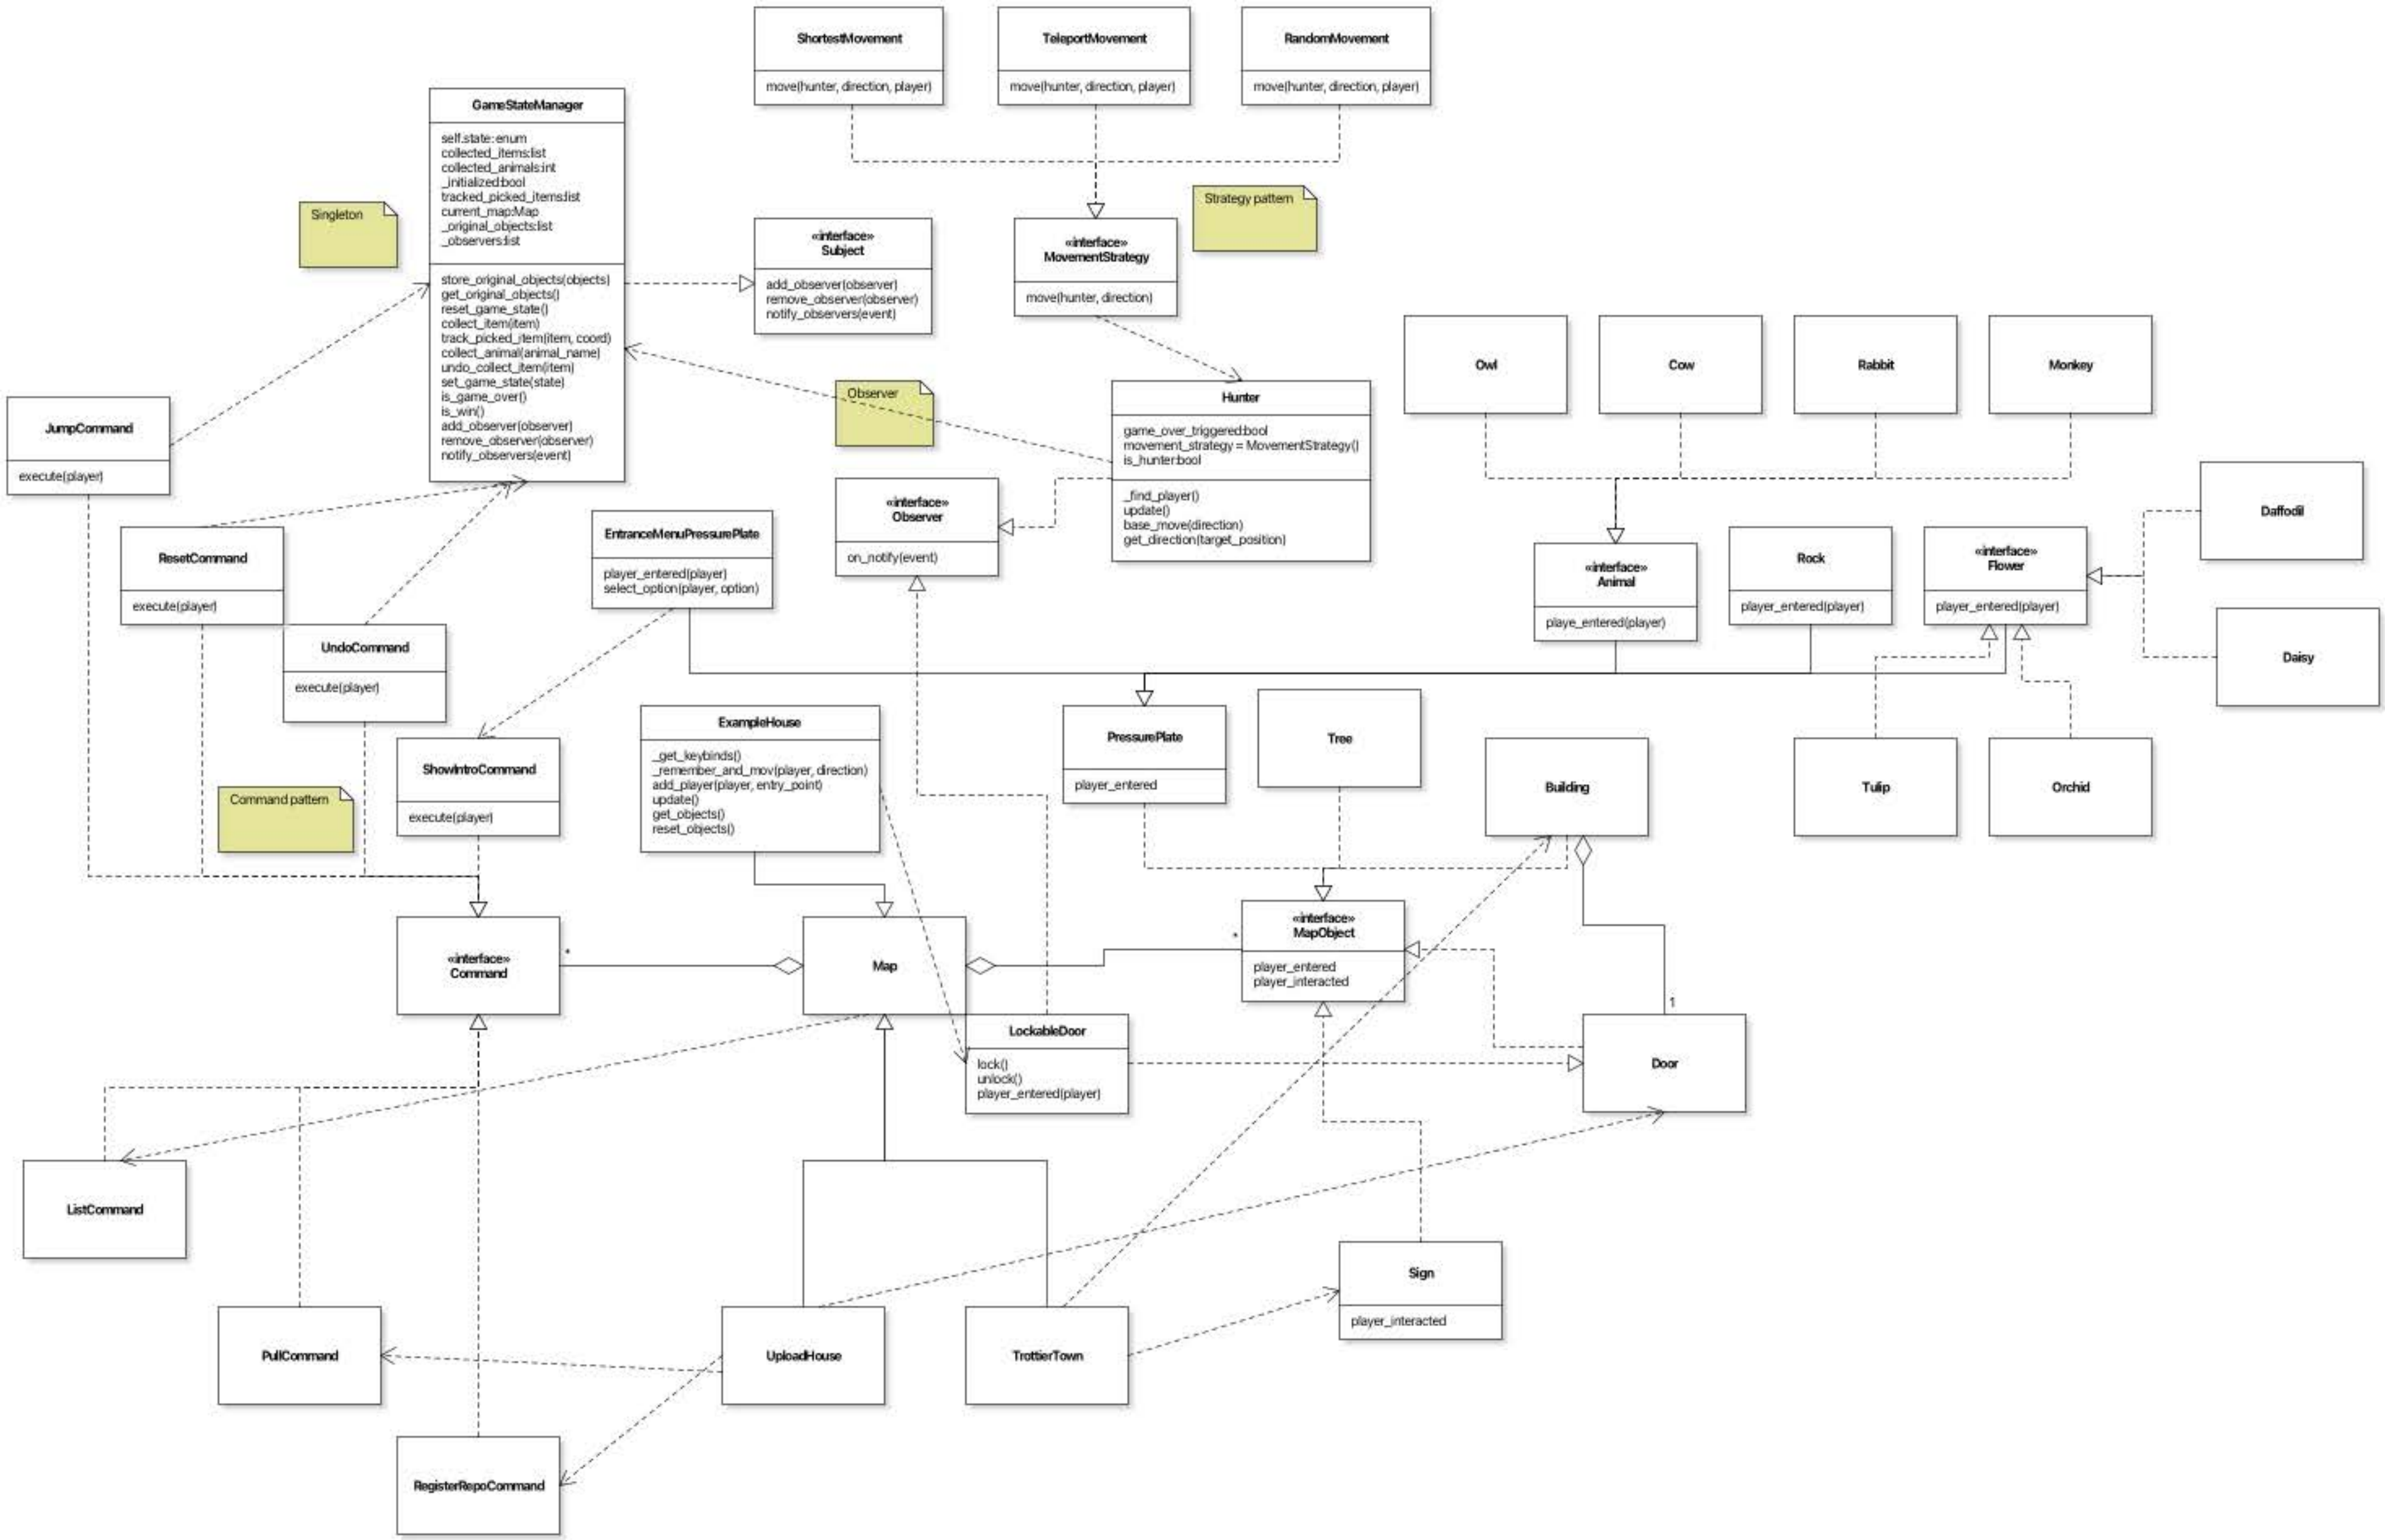 ShortestMovement
move(hunter, direction, player)
TeleportMovement
move(hunter, direction, player)
RandomMovement
move(hunter, direction, player)
GameStateManager
self.state: enum
collected_items:list
collected_animals:int
_initialized:bool
tracked_picked_items:list
current_map:Map
_original_objects:list
_observers:list
store_original_objects(objects)
get_original_objects()
reset_game_state()
collect_item(item)
track_picked_item(item, coord)
collect_animal(animal_name)
undo_collect_item(item)
set_game_state(state)
is_game_over()
is_win()
add_observer(observer)
remove_observer(observer)
notify_observers(event)
Singleton
«interface»
Subject
add_observer(observer)
remove_observer(observer)
notify_observers(event)
«interface»
MovementStrategy
move(hunter, direction)
Strategy pattern
Observer
Hunter
game_over_triggered:bool
movement_strategy = MovementStrategy()
is_hunter:bool
_find_player()
update()
base_move(direction)
get_direction(target_position)
Owl
Cow
Rabbit
Monkey
JumpCommand
execute(player)
ResetCommand
execute(player)
UndoCommand
execute(player)
EntranceMenuPressurePlate
player_entered(player)
select_option(player, option)
«interface»
Observer
on_notify(event)
«interface»
Animal
playe_entered(player)
Rock
player_entered(player)
«interface»
Flower
player_entered(player)
Daffodil
Daisy
ShowIntroCommand
execute(player)
Command pattern
ExampleHouse
_get_keybinds()
_remember_and_mov(player, direction)
add_player(player, entry_point)
update()
get_objects()
reset_objects()
PressurePlate
player_entered
Tree
Building
Tulip
Orchid
«interface»
Command
*
Map
*
«interface»
MapObject
player_entered
player_interacted
LockableDoor
lock()
unlock()
player_entered(player)
1
Door
ListCommand
PullCommand
RegisterRepoCommand
UploadHouse
TrottierTown
Sign
player_interacted